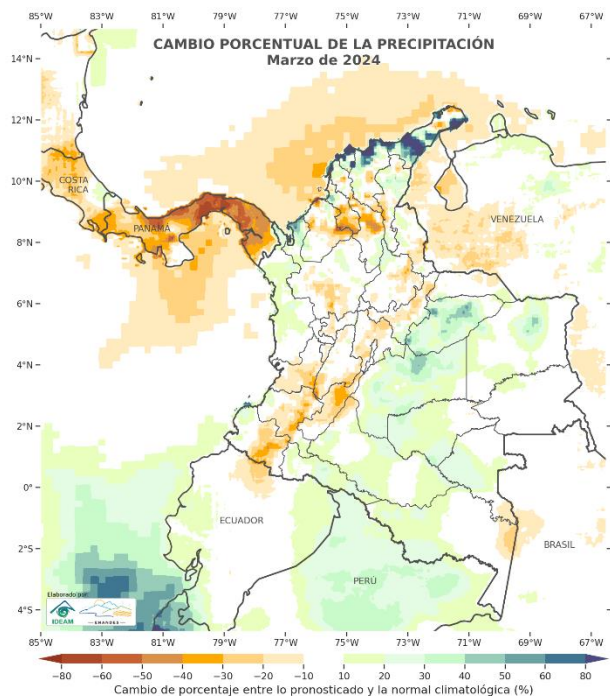 CAMBIO PORCENTUAL DE LA PRECIPITACIÓN
Marzo de 2024
14°N
12°N
10°N
8°N
6°N
4°N
2°N
0°
2°S
4°S
COSTA
RICA
PANAMÁ
VENEZUELA
ECUADOR
PERÚ
BRASIL
Elaborado por:
IDEAM
85°W 83°W 81°W 79°W 77°W 75°W 73°W 71°W 69°W 67°W
−80 −60 −50 −40 −30 −20 −10 10 20 30 40 50 60 80
Cambio de porcentaje entre lo pronosticado y la normal climatológica (%)